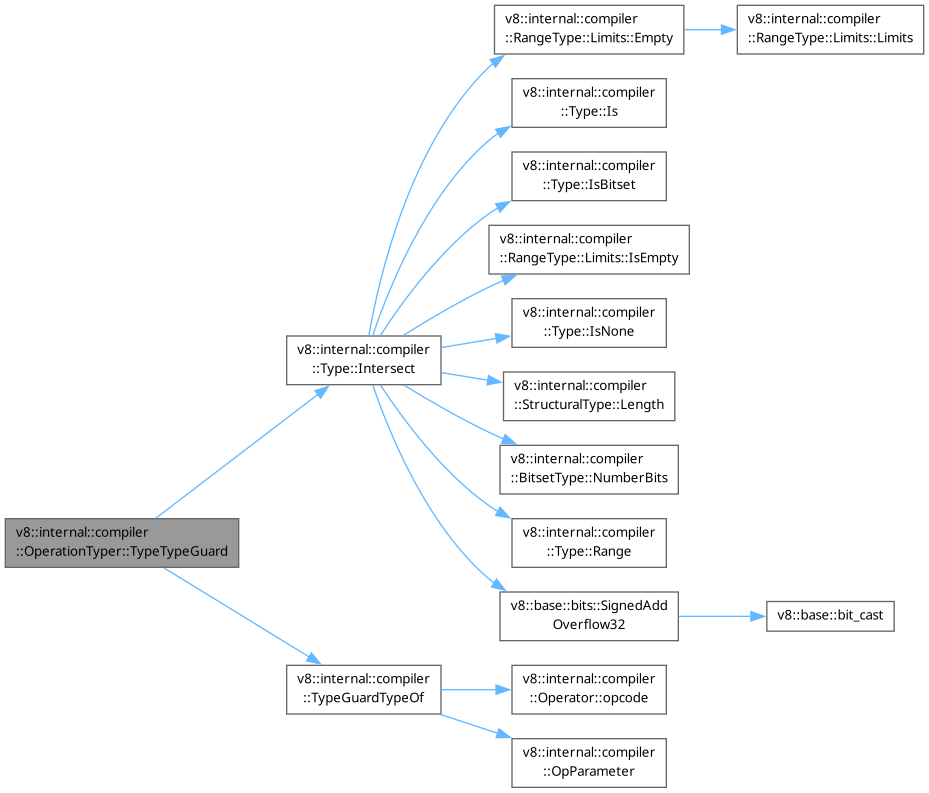 v8::internal::compiler
::RangeType::Limits::Empty
v8::internal::compiler
::RangeType::Limits::Limits
v8::internal::compiler
::Type::Is
v8::internal::compiler
::Type::IsBitset
v8::internal::compiler
::RangeType::Limits::IsEmpty
v8::internal::compiler
::Type::IsNone
v8::internal::compiler
::Type::Intersect
v8::internal::compiler
::StructuralType::Length
v8::internal::compiler
::BitsetType::NumberBits
v8::internal::compiler
::OperationTyper::TypeTypeGuard
v8::internal::compiler
::Type::Range
v8::base::bits::SignedAdd
Overflow32
v8::base::bit_cast
v8::internal::compiler
::TypeGuardTypeOf
v8::internal::compiler
::Operator::opcode
v8::internal::compiler
::OpParameter